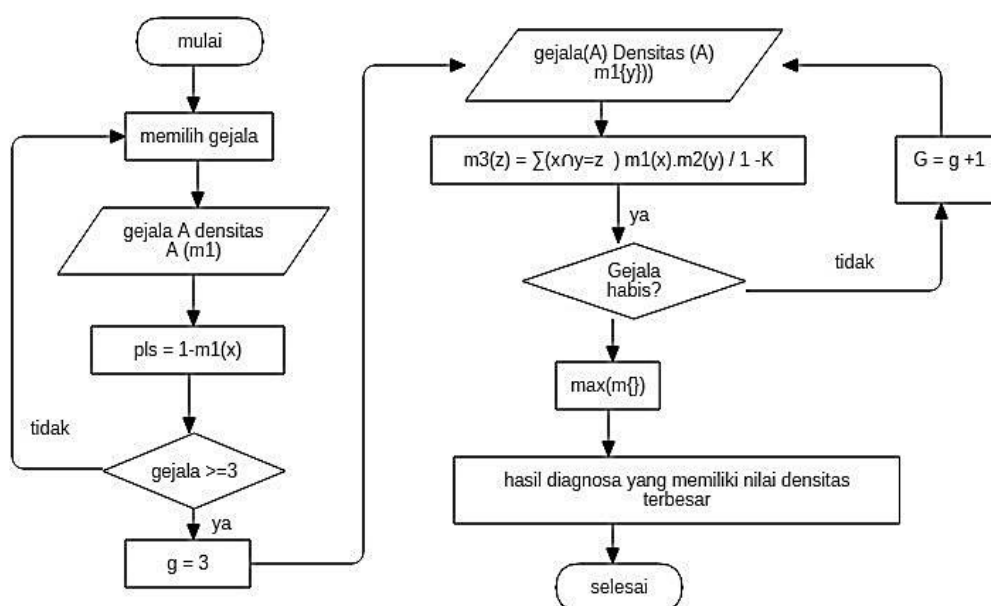 mulai
memilih gejala
gejala A densitas
A (m1)
pls = 1-m1(x)
tidak
gejala >=3
ya
g = 3
gejala(A) Densitas (A)
m1{y}))
m3(z) = ∑(x∩y=z ) m1(x).m2(y) / 1 -K
G = g +1
ya
Gejala
habis?
tidak
max(m{})
hasil diagnosa yang memiliki nilai densitas
terbesar
selesai